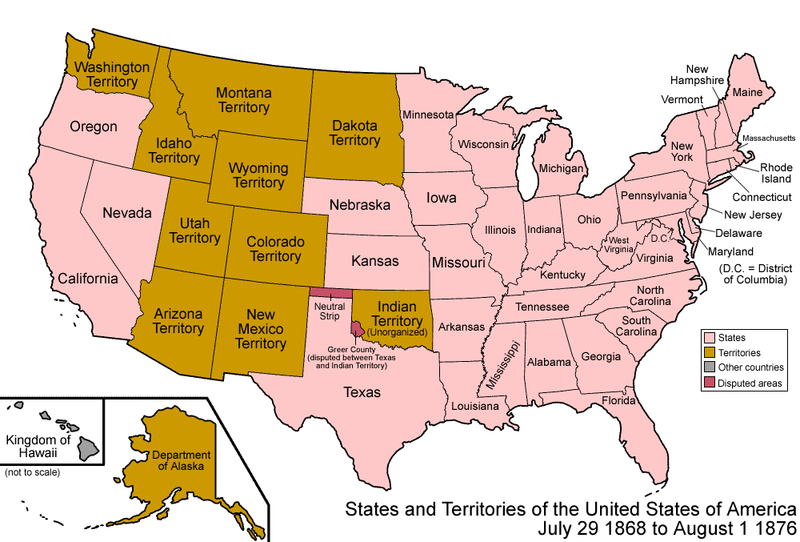 Washington
Territory
Montana
Territory
Dakota
Territory
Minnesota
New
Hampshire
Vermont
Maine
Oregon
Idaho
Territory
Wyoming
Territory
Wisconsin
Michigan
New
York
Massachusetts
Rhode
Island
Connecticut
New Jersey
Delaware
Maryland
(D.C. = District
of Columbia)
Nevada
Utah
Territory
Colorado
Territory
Nebraska
Iowa
Illinois
Indiana
Ohio
Pennsylvania
West
Virginia
D.C.
Virginia
California
Kansas
Missouri
Kentucky
Arizona
Territory
New
Mexico
Territory
Neutral
Strip
Indian
Territory
(Unorganized)
Greer County
(disputed between Texas
and Indian Territory)
Arkansas
Tennessee
North
Carolina
South
Carolina
Texas
Louisiana
Mississippi
Alabama
Georgia
Florida
States
Territories
Other countries
Disputed areas
Kingdom of
Hawaii
(not to scale)
Department
of Alaska
States and Territories of the United States of America
July 29 1868 to August 1 1876